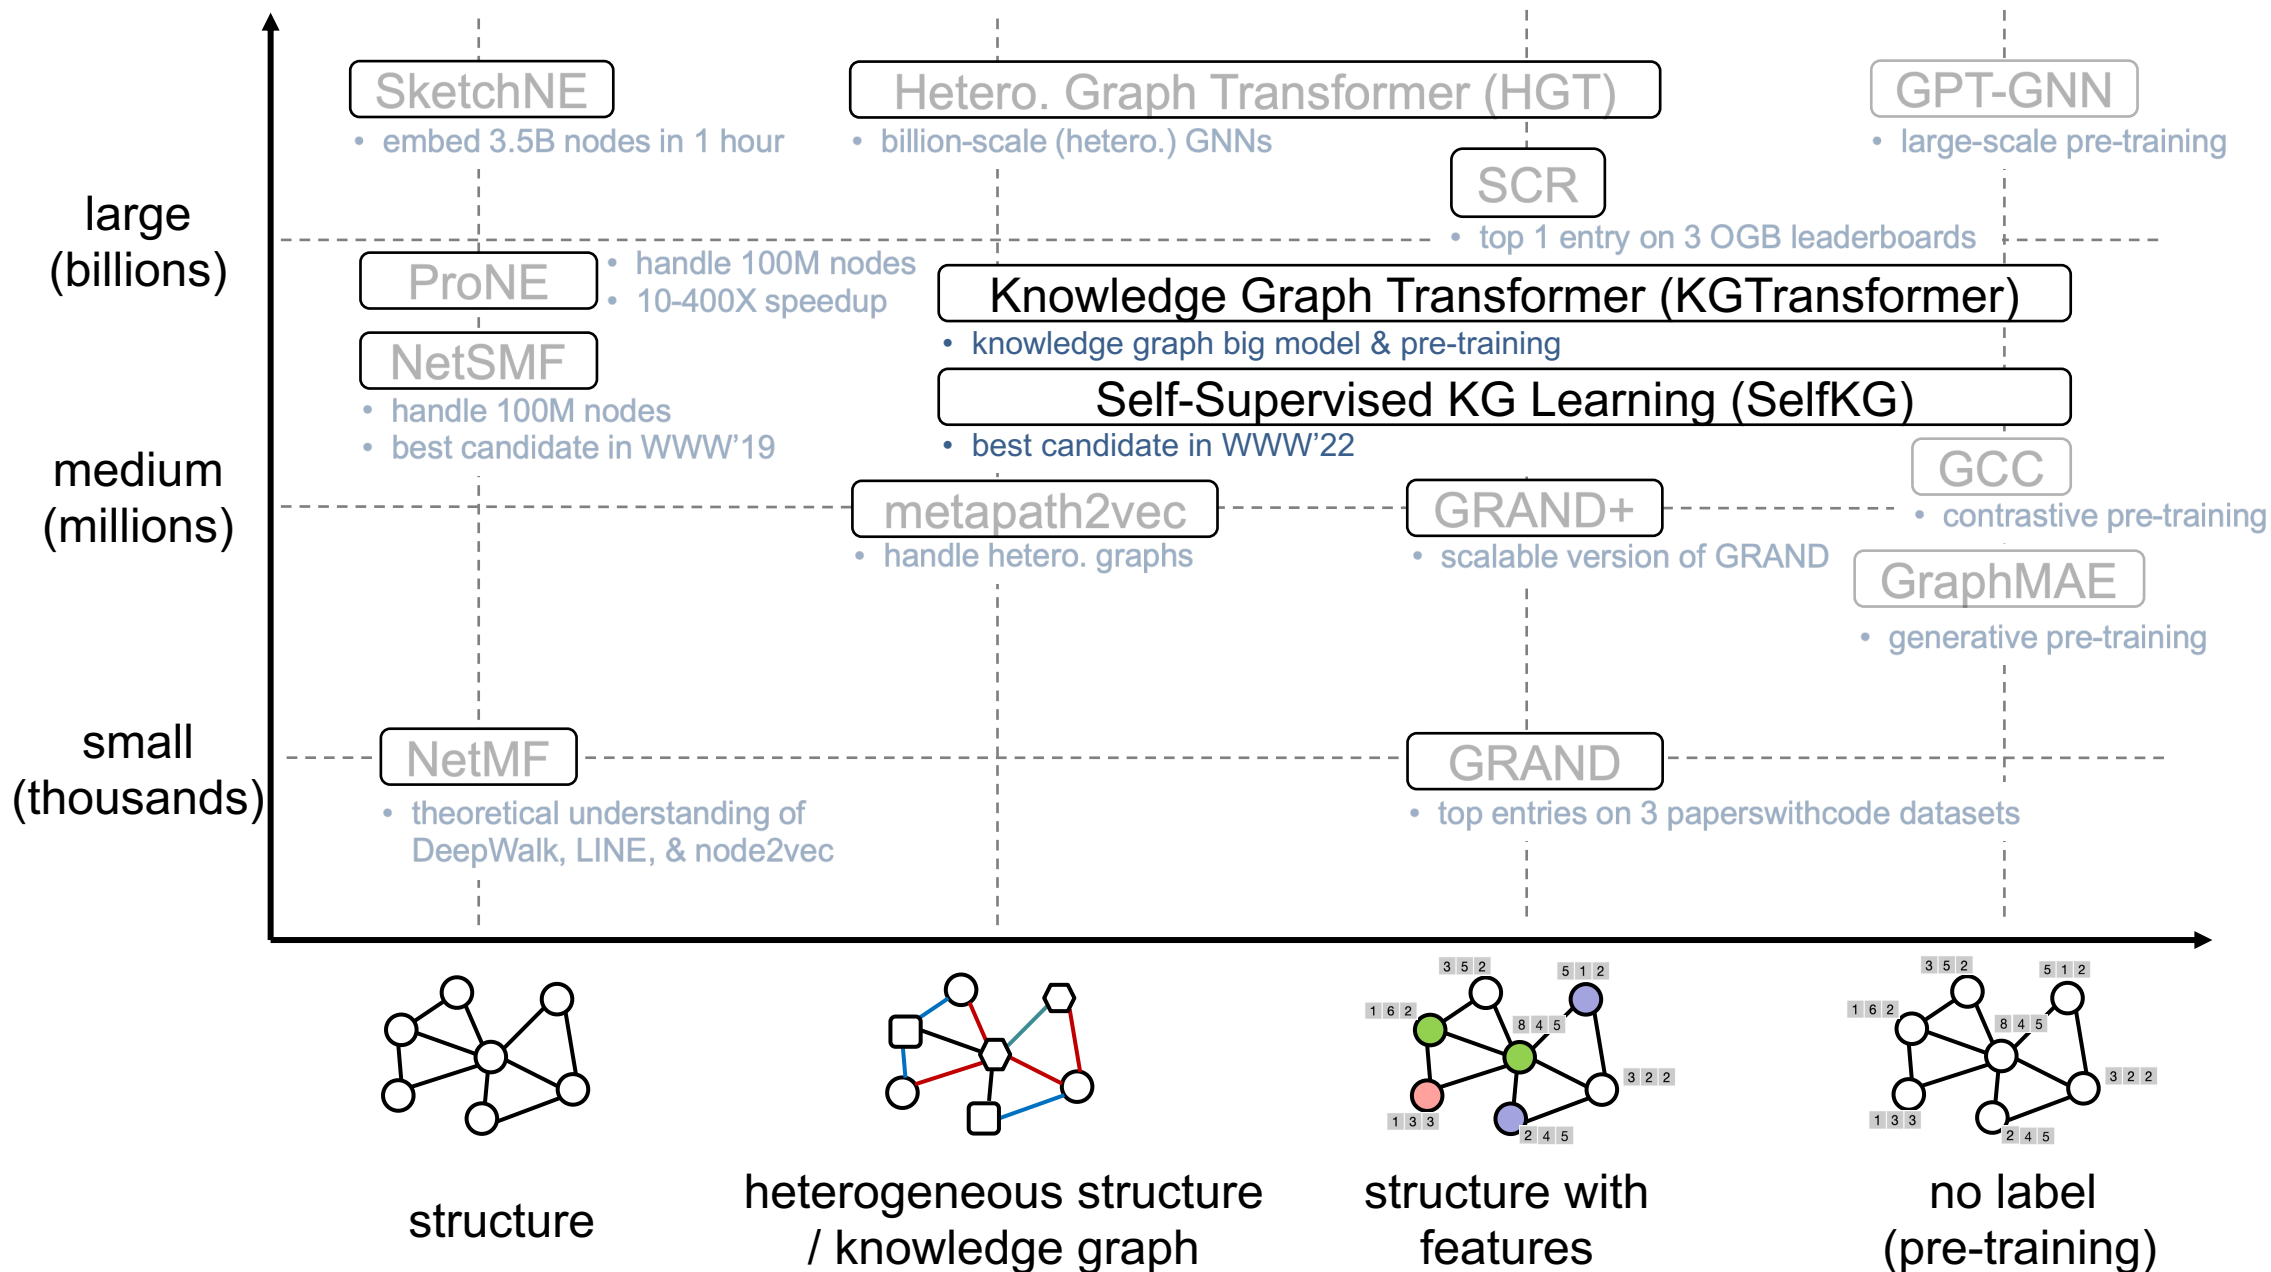 SketchNE
• embed 3.5B nodes in 1 hour
Hetero. Graph Transformer (HGT)
• billion-scale (hetero.) GNNs
GPT-GNN
• large-scale pre-training
SCR
• top 1 entry on 3 OGB leaderboards
large
(billions)
ProNE
• handle 100M nodes
• 10-400X speedup
Knowledge Graph Transformer (KGTransformer)
• knowledge graph big model & pre-training
NetSMF
• handle 100M nodes
• best candidate in WWW’19
Self-Supervised KG Learning (SelfKG)
• best candidate in WWW’22
medium
(millions)
metapath2vec
• handle hetero. graphs
GRAND+
• scalable version of GRAND
GCC
• contrastive pre-training
GraphMAE
• generative pre-training
small
(thousands)
NetMF
• theoretical understanding of
DeepWalk, LINE, & node2vec
GRAND
• top entries on 3 paperswithcode datasets
3 5 2
5 1 2
1 6 2
8 4 5
3 2 2
1 3 3
2 4 5
3 5 2
5 1 2
1 6 2
8 4 5
3 2 2
1 3 3
2 4 5
structure
heterogeneous structure
/ knowledge graph
structure with
features
no label
(pre-training)